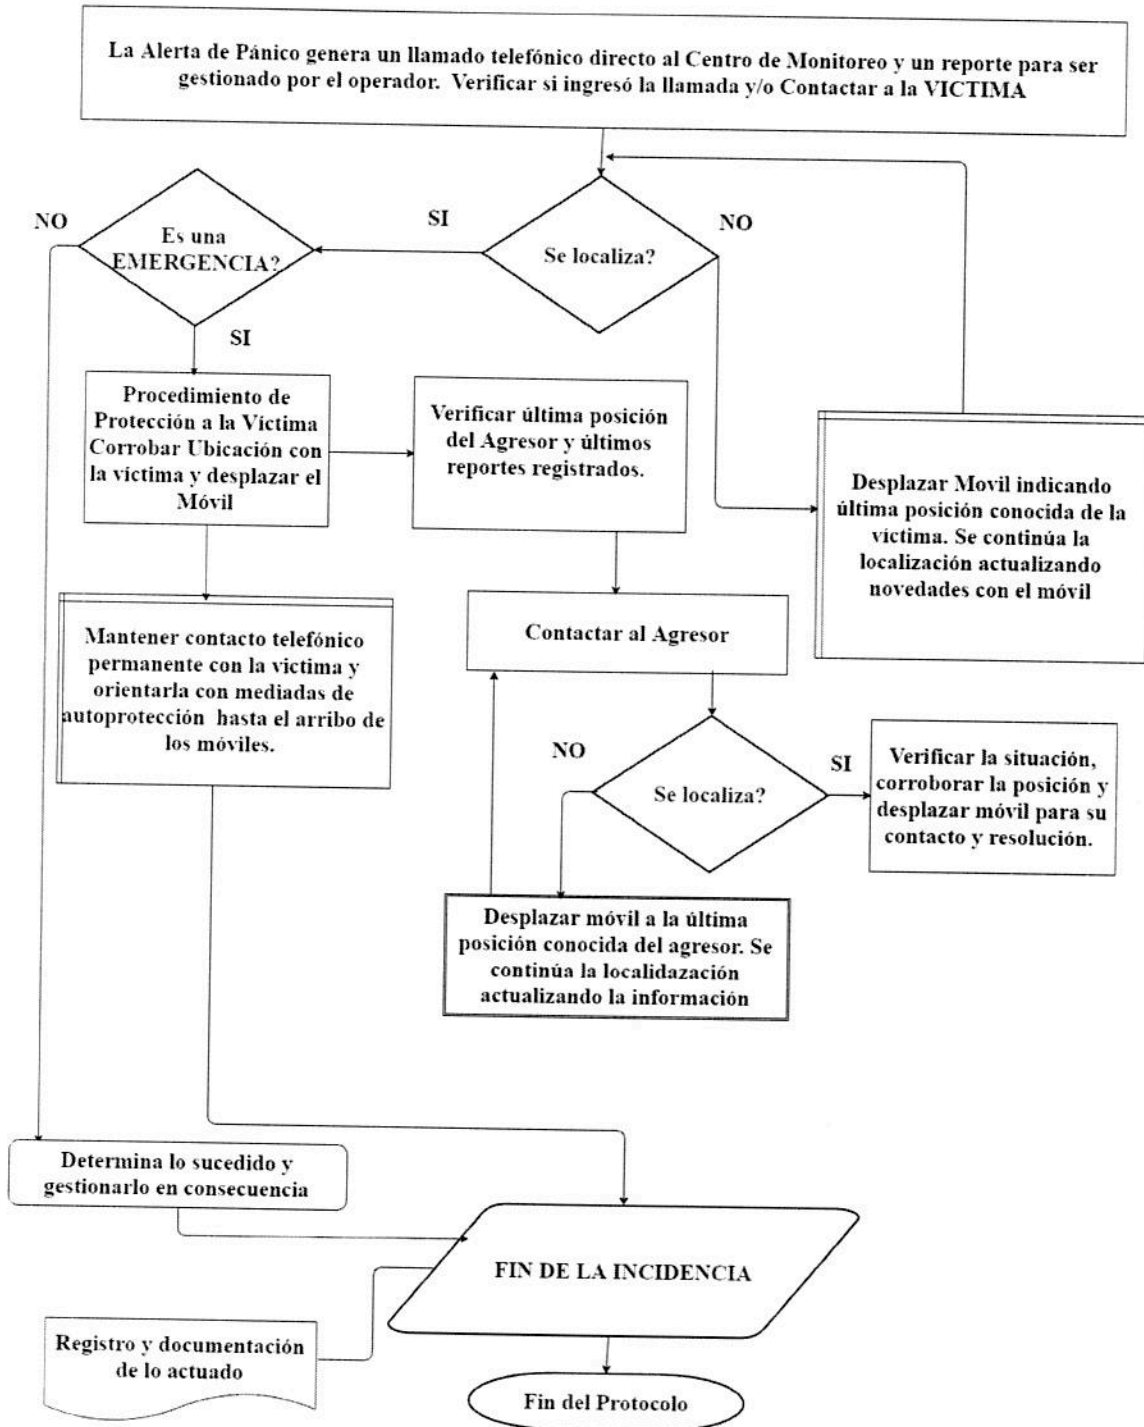 La Alerta de Pánico genera un llamado telefónico directo al Centro de Monitoreo y un reporte para ser
gestionado por el operador. Verificar si ingresó la llamada y/o Contactar a la VICTIMA
NO
Es una
EMERGENCIA?
SI
Se localiza?
NO
SI
Procedimiento de
Protección a la Víctima
Corrobar Ubicación con
la víctima y desplazar el
Móvil
Verificar última posición
del Agresor y últimos
reportes registrados.
Desplazar Movil indicando
última posición conocida de la
víctima. Se continúa la
localización actualizando
novedades con el móvil
Mantener contacto telefónico
permanente con la victima y
orientarla con mediadas de
autoprotección hasta el arribo de
los móviles.
Contactar al Agresor
NO
Se localiza?
SI
Verificar la situación,
corroborar la posición y
desplazar móvil para su
contacto y resolución.
Desplazar móvil a la última
posición conocida del agresor. Se
continúa la localidazación
actualizando la información
Determina lo sucedido y
gestionarlo en consecuencia
FIN DE LA INCIDENCIA
Registro y documentación
de lo actuado
Fin del Protocolo